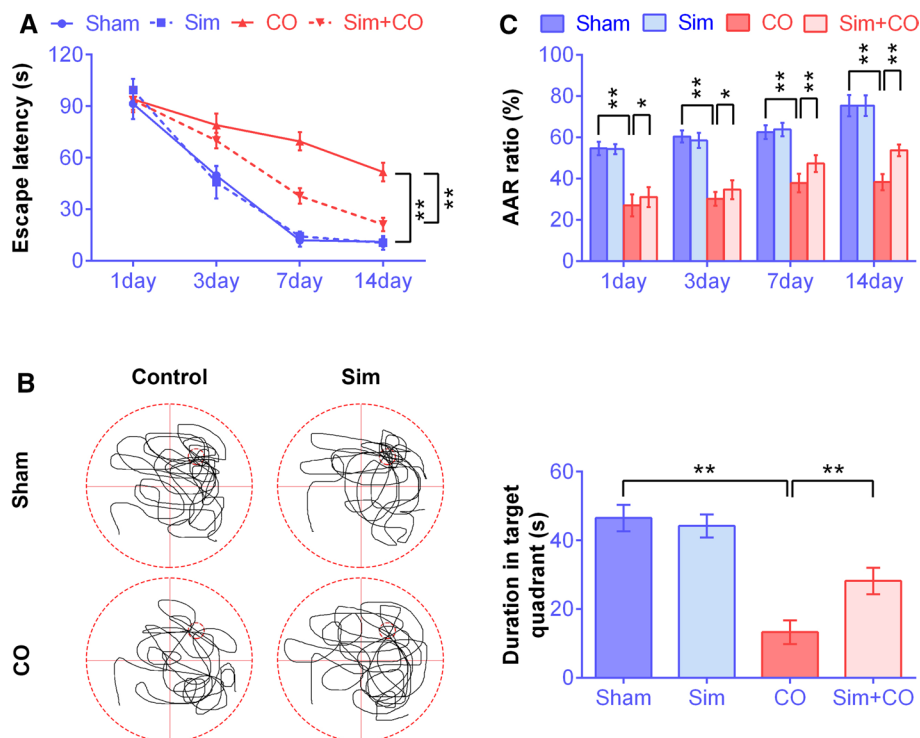 A
Sham Sim CO Sim+CO
Escape latency (s)
120
90
60
30
0
1day 3day 7day 14day
**
**
C
Sham Sim CO Sim+CO
AAR ratio (%)
100
80
60
40
20
0
** * ** * ** ** ** **
1day 3day 7day 14day
B
Control Sim
Sham
CO
Duration in target
quadrant (s)
60
40
20
0
** **
Sham Sim CO Sim+CO